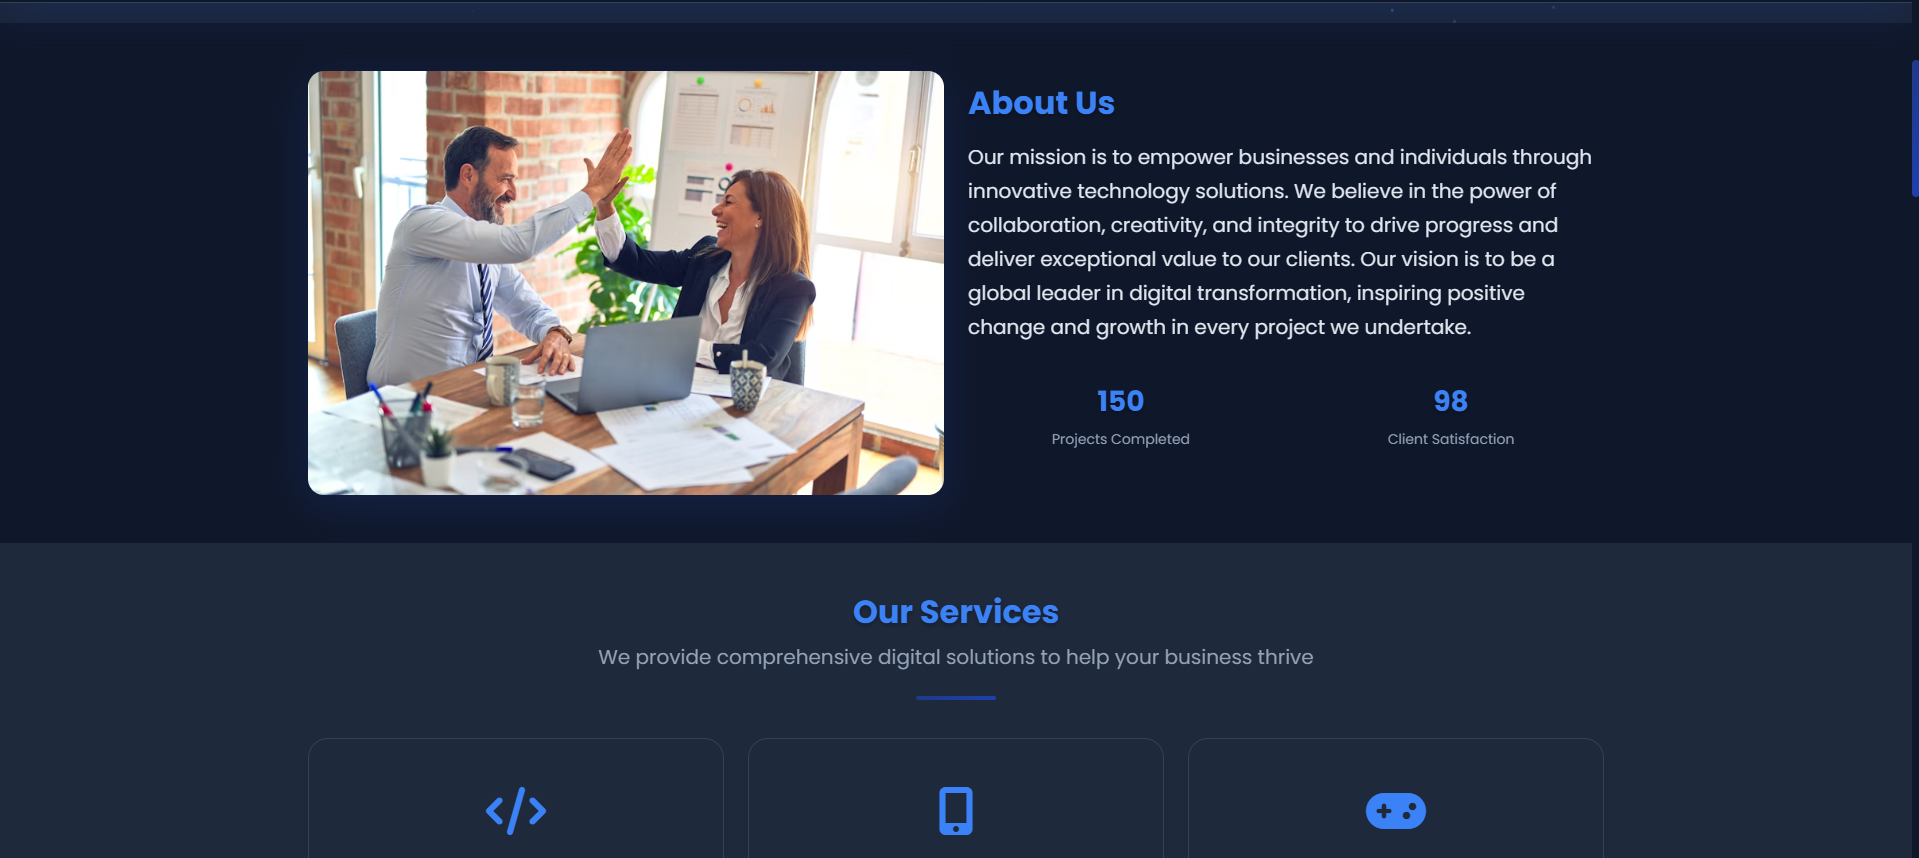 About Us
Our mission is to empower businesses and individuals through
innovative technology solutions. We believe in the power of
collaboration, creativity, and integrity to drive progress and
deliver exceptional value to our clients. Our vision is to be a
global leader in digital transformation, inspiring positive
change and growth in every project we undertake.
150
98
Projects Completed
Client Satisfaction
Our Services
We provide comprehensive digital solutions to help your business thrive